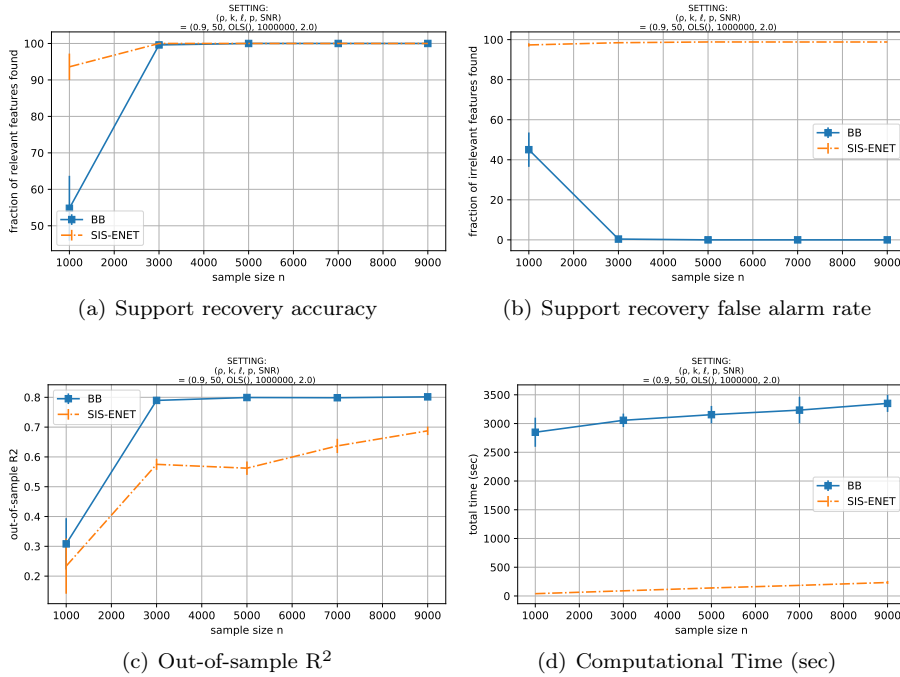 SETTING:
(ρ, k, ℓ, p, SNR)
= (0.9, 50, OLS(), 1000000, 2.0)
100
90
80
70
60
50
fraction of relevant features found
BB
SIS-ENET
1000 2000 3000 4000 5000 6000 7000 8000 9000
sample size n
(a) Support recovery accuracy
SETTING:
(ρ, k, ℓ, p, SNR)
= (0.9, 50, OLS(), 1000000, 2.0)
100
80
60
40
20
0
fraction of irrelevant features found
BB
SIS-ENET
1000 2000 3000 4000 5000 6000 7000 8000 9000
sample size n
(b) Support recovery false alarm rate
SETTING:
(ρ, k, ℓ, p, SNR)
= (0.9, 50, OLS(), 1000000, 2.0)
0.8
0.7
0.6
0.5
0.4
0.3
0.2
out-of-sample R2
BB
SIS-ENET
1000 2000 3000 4000 5000 6000 7000 8000 9000
sample size n
(c) Out-of-sample R²
SETTING:
(ρ, k, ℓ, p, SNR)
= (0.9, 50, OLS(), 1000000, 2.0)
3500
3000
2500
2000
1500
1000
500
0
total time (sec)
BB
SIS-ENET
1000 2000 3000 4000 5000 6000 7000 8000 9000
sample size n
(d) Computational Time (sec)